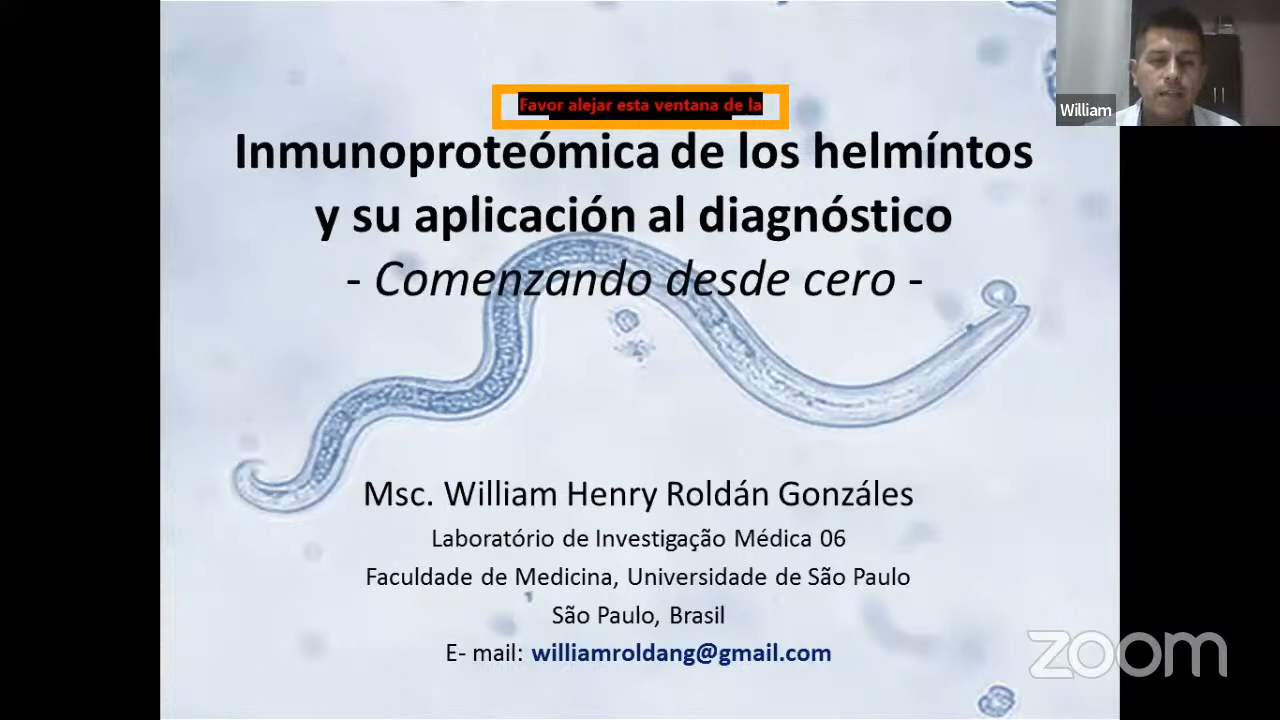 Favor alejar esta ventana de la
Inmunoproteómica de los helmíntos
y su aplicación al diagnóstico
- Comenzando desde cero -
William
Msc. William Henry Roldán Gonzáles
Laboratório de Investigação Médica 06
Faculdade de Medicina, Universidade de São Paulo
São Paulo, Brasil
E- mail: williamroldang@gmail.com
zoom